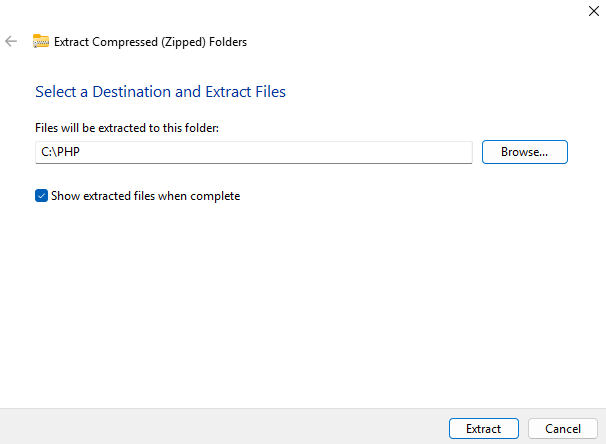 Extract Compressed (Zipped) Folders
Select a Destination and Extract Files
Files will be extracted to this folder:
C:\PHP
Browse...
Show extracted files when complete
Extract
Cancel